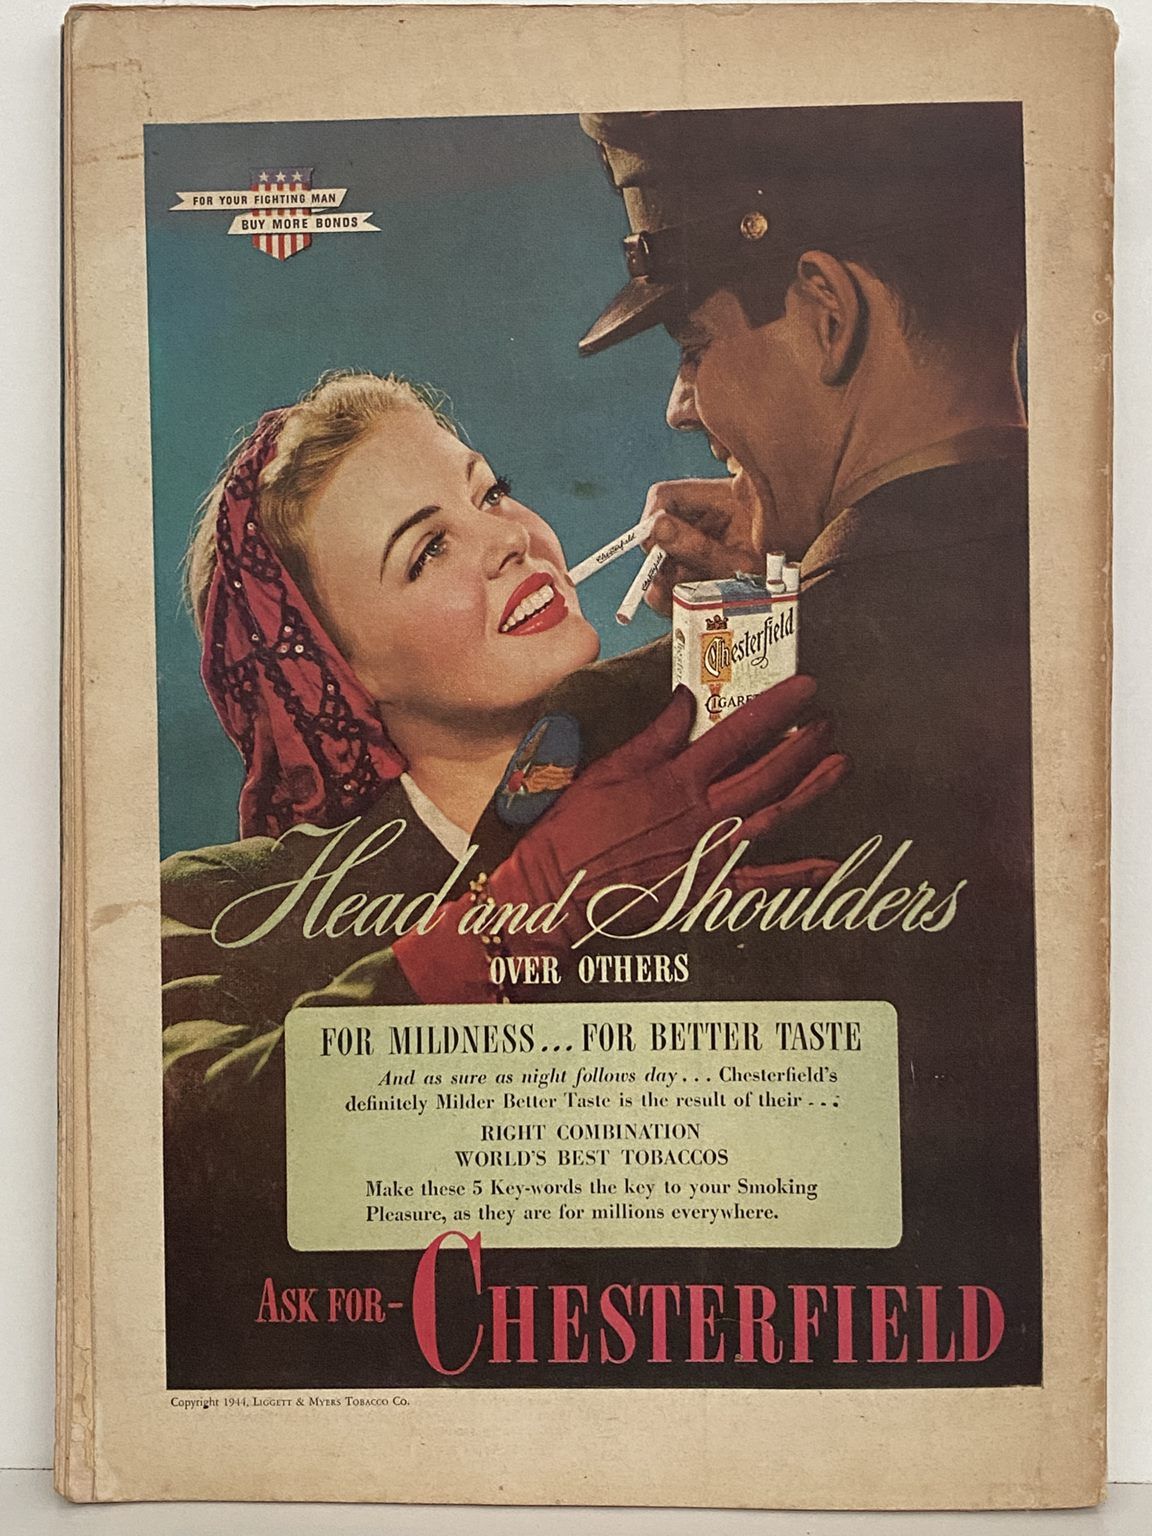 FOR YOUR FIGHTING MAN
BUY MORE BONDS
Chesterfield
Chesterfield
Chesterfield
Head and Shoulders
OVER OTHERS
FOR MILDNESS... FOR BETTER TASTE
And as sure as night follows day... Chesterfield's
definitely Milder Better Taste is the result of their...
RIGHT COMBINATION
WORLD'S BEST TOBACCOS
Make these 5 Key-words the key to your Smoking
Pleasure, as they are for millions everywhere.
ASK FOR- CHESTERFIELD
Copyright 1944, LIGGETT & MYERS TOBACCO CO.